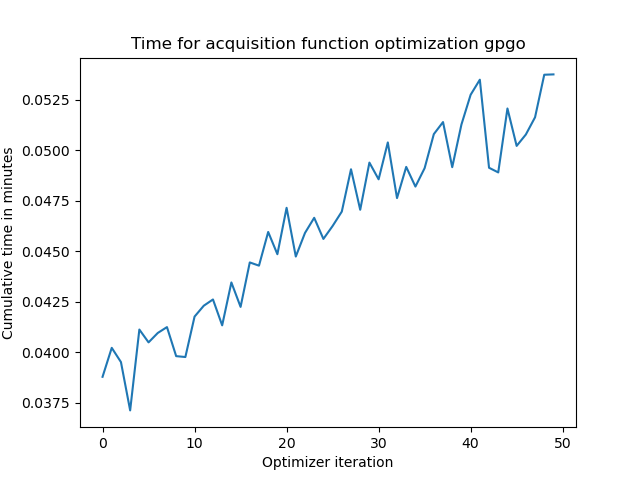 Time for acquisition function optimization gpgo
0.0525
0.0500
0.0475
0.0450
0.0425
0.0400
0.0375
Cumulative time in minutes
0 10 20 30 40 50
Optimizer iteration